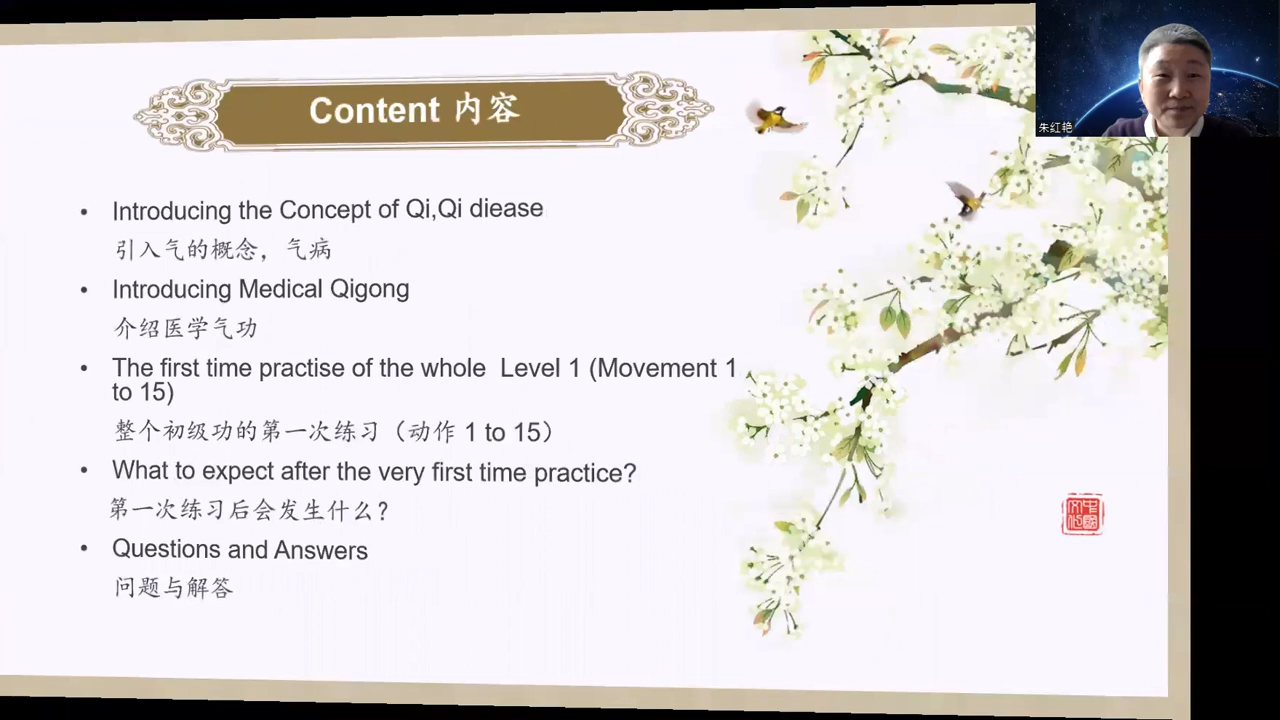 Content 内容
朱红艳
• Introducing the Concept of Qi,Qi diease
引入气的概念，气病
• Introducing Medical Qigong
介绍医学气功
• The first time practise of the whole Level 1 (Movement 1
to 15)
整个初级功的第一次练习（动作 1 to 15）
• What to expect after the very first time practice?
第一次练习后会发生什么？
• Questions and Answers
问题与解答